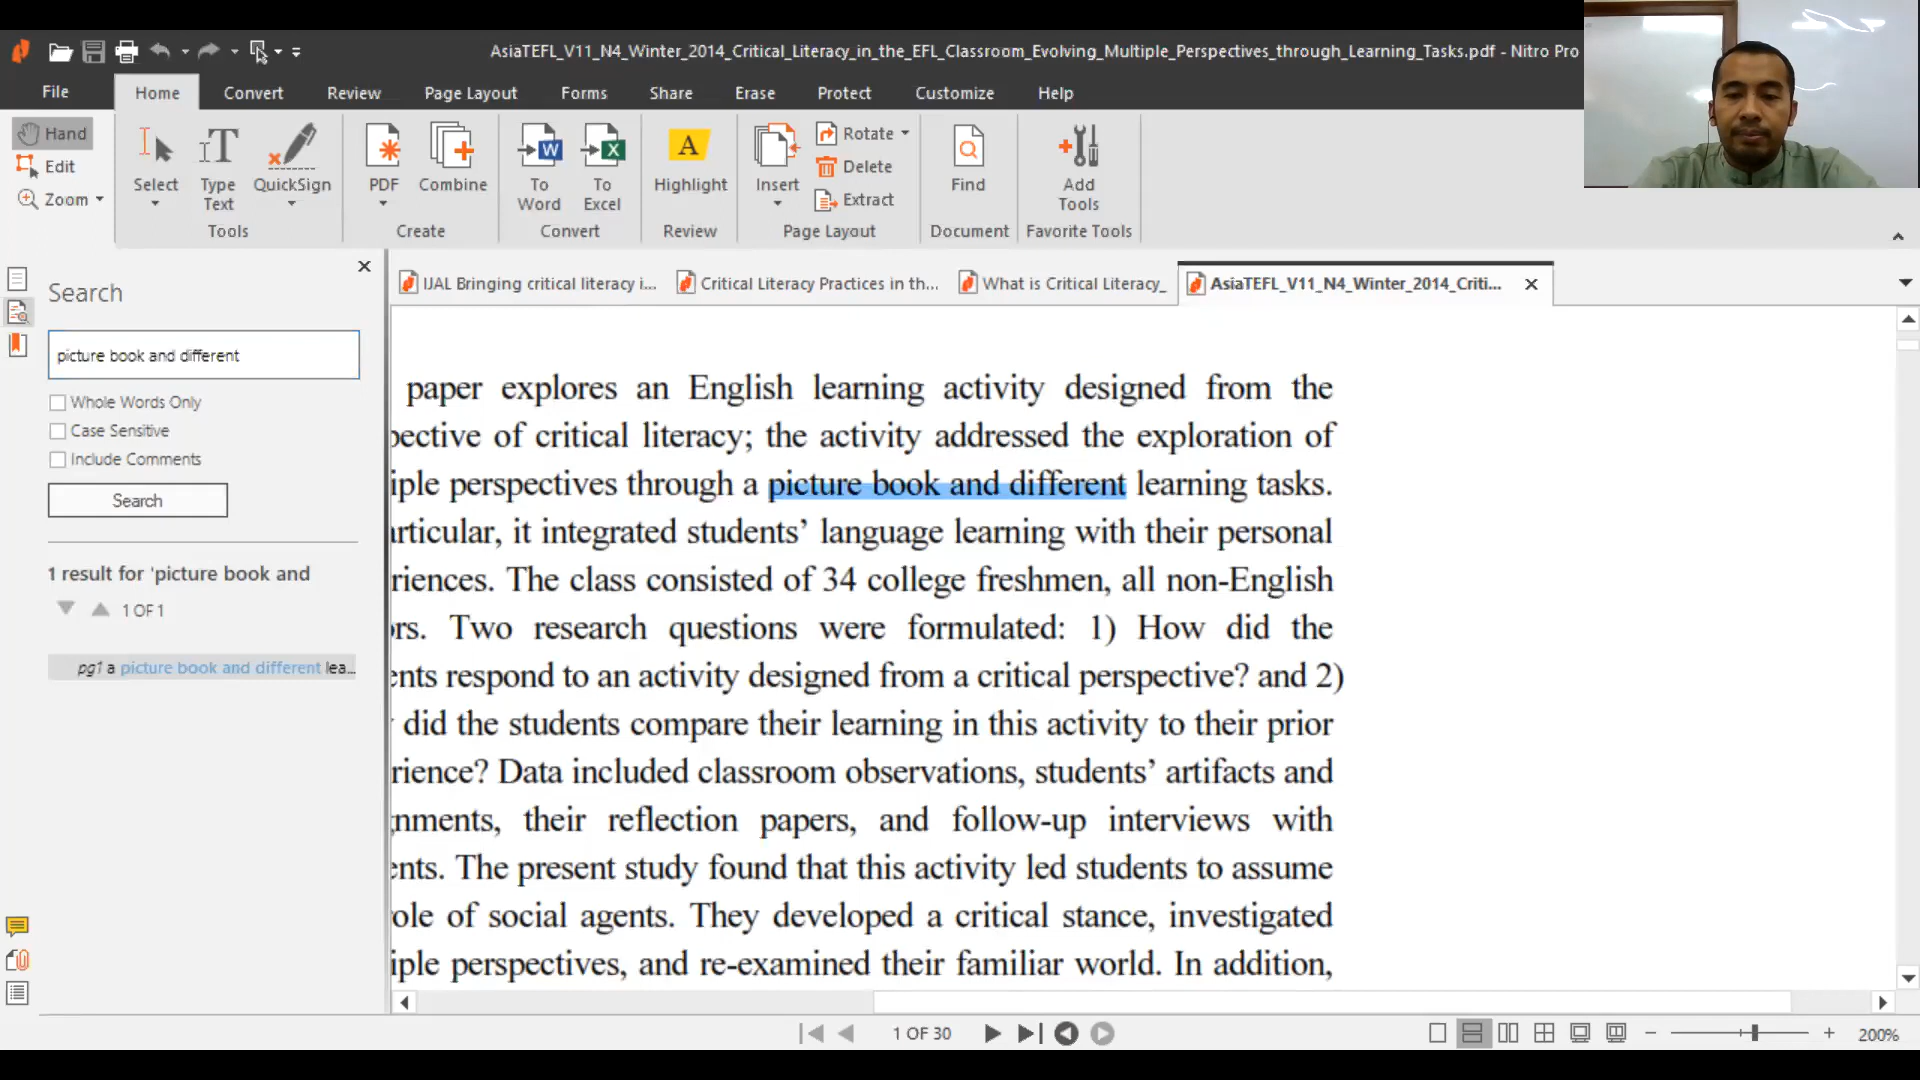 AsiaTEFL_V11_N4_Winter_2014_Critical_Literacy_in_the_EFL_Classroom_Evolving_Multiple_Perspectives_through_Learning_Tasks.pdf - Nitro Pro
File Home Convert Review Page Layout Forms Share Erase Protect Customize Help
Hand
Edit
Zoom
Select
Type Text
QuickSign
Tools
PDF
Combine
Create
To Word
To Excel
Convert
A
Highlight
Review
Insert
Rotate
Delete
Extract
Page Layout
Find
Document
Add Tools
Favorite Tools
IJAL Bringing critical literacy i...
Critical Literacy Practices in th...
What is Critical Literacy_
AsiaTEFL_V11_N4_Winter_2014_Criti...
Search
picture book and different
Whole Words Only
Case Sensitive
Include Comments
Search
1 result for 'picture book and
1 OF 1
pg1 a picture book and different lea...
paper explores an English learning activity designed from the
pective of critical literacy; the activity addressed the exploration of
iple perspectives through a picture book and different learning tasks.
articular, it integrated students’ language learning with their personal
riences. The class consisted of 34 college freshmen, all non-English
ors. Two research questions were formulated: 1) How did the
ents respond to an activity designed from a critical perspective? and 2)
did the students compare their learning in this activity to their prior
rience? Data included classroom observations, students’ artifacts and
gnments, their reflection papers, and follow-up interviews with
ents. The present study found that this activity led students to assume
ole of social agents. They developed a critical stance, investigated
iple perspectives, and re-examined their familiar world. In addition,
1 OF 30
200%